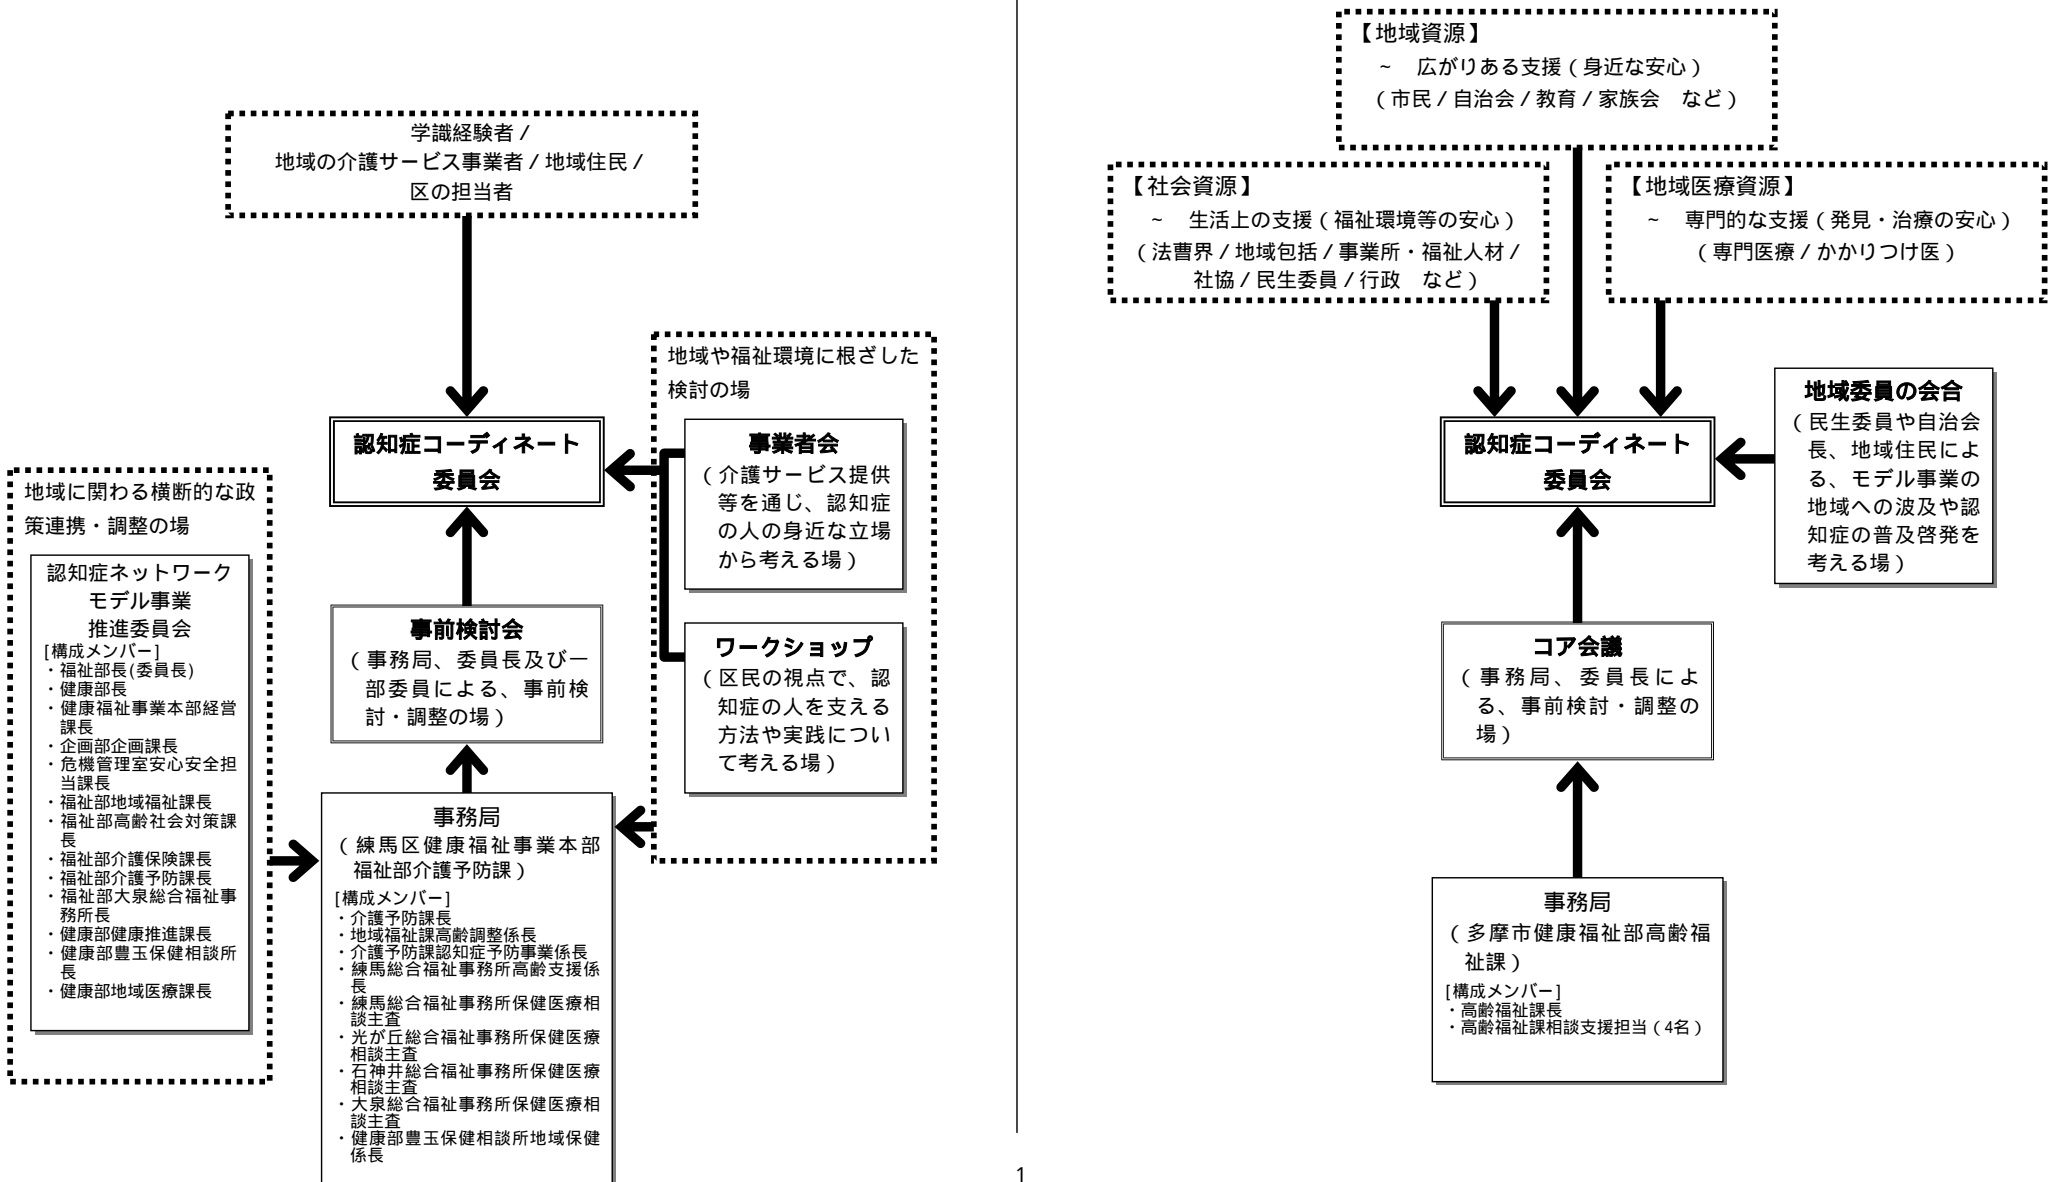 学識経験者／
地域の介護サービス事業者／地域住民／
区の担当者
認知症コーディネート
委員会
地域や福祉環境に根ざした
検討の場
事業者会
（介護サービス提供
等を通じ、認知症
の人の身近な立場
から考える場）
ワークショップ
（区民の視点で、認
知症の人を支える
方法や実践につい
て考える場）
地域に関わる横断的な政
策連携・調整の場
認知症ネットワーク
モデル事業
推進委員会
[構成メンバー]
・福祉部長(委員長)
・健康部長
・健康福祉事業本部経営
課長
・企画部企画課長
・危機管理室安心安全担
当課長
・福祉部地域福祉課長
・福祉部高齢社会対策課
長
・福祉部介護保険課長
・福祉部介護予防課長
・福祉部大泉総合福祉事
務所長
・健康部健康推進課長
・健康部豊玉保健相談所
長
・健康部地域医療課長
事前検討会
（事務局、委員長及び一
部委員による、事前検
討・調整の場）
事務局
（練馬区健康福祉事業本部
福祉部介護予防課）
[構成メンバー]
・介護予防課長
・地域福祉課高齢調整係長
・介護予防課認知症予防事業係長
・練馬総合福祉事務所高齢支援係
長
・練馬総合福祉事務所保健医療相
談主査
・光が丘総合福祉事務所保健医療
相談主査
・石神井総合福祉事務所保健医療
相談主査
・大泉総合福祉事務所保健医療相
談主査
・健康部豊玉保健相談所地域保健
係長
【地域資源】
～　広がりある支援（身近な安心）
（市民／自治会／教育／家族会　など）
【社会資源】
～　生活上の支援（福祉環境等の安心）
（法曹界／地域包括／事業所・福祉人材／
社協／民生委員／行政　など）
【地域医療資源】
～　専門的な支援（発見・治療の安心）
（専門医療／かかりつけ医）
認知症コーディネート
委員会
地域委員の会合
（民生委員や自治会
長、地域住民によ
る、モデル事業の
地域への波及や認
知症の普及啓発を
考える場）
コア会議
（事務局、委員長によ
る、事前検討・調整の
場）
事務局
（多摩市健康福祉部高齢福
祉課）
[構成メンバー]
・高齢福祉課長
・高齢福祉課相談支援担当（4名）
1